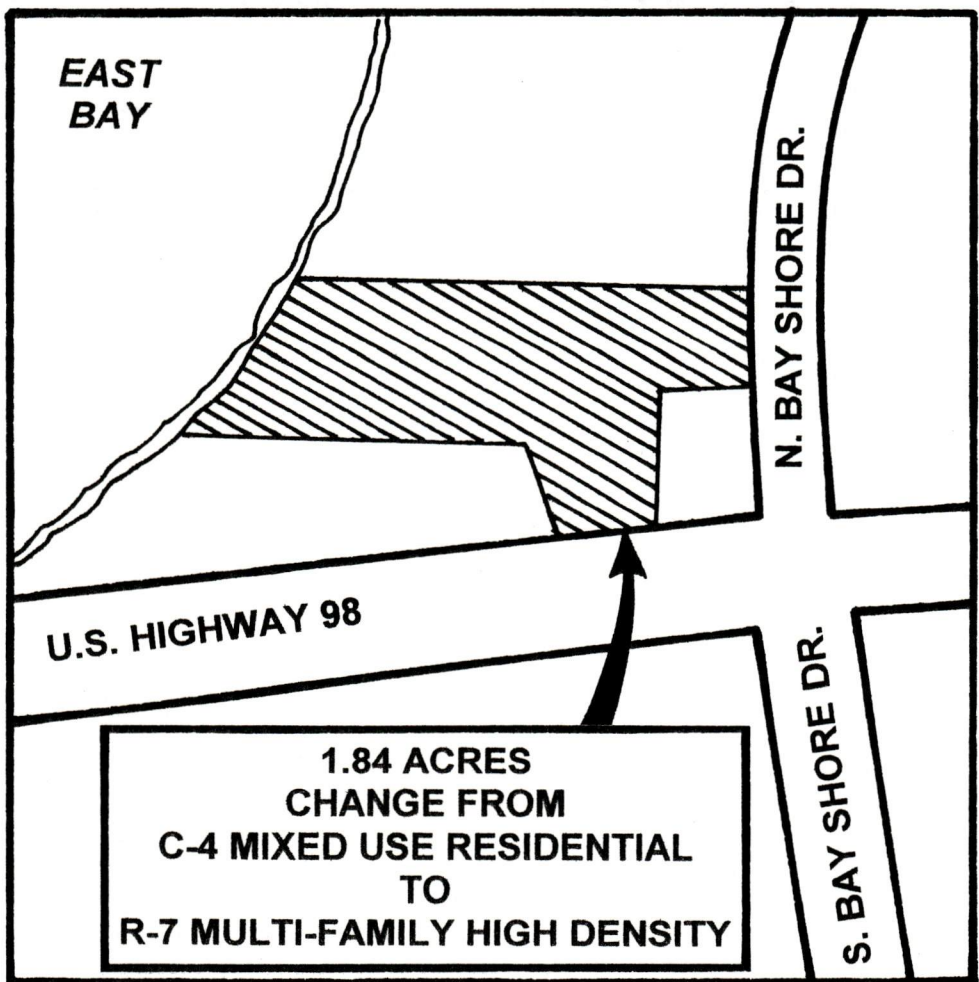 EAST
BAY
N. BAY SHORE DR.
U.S. HIGHWAY 98
S. BAY SHORE DR.
1.84 ACRES
CHANGE FROM
C-4 MIXED USE RESIDENTIAL
TO
R-7 MULTI-FAMILY HIGH DENSITY